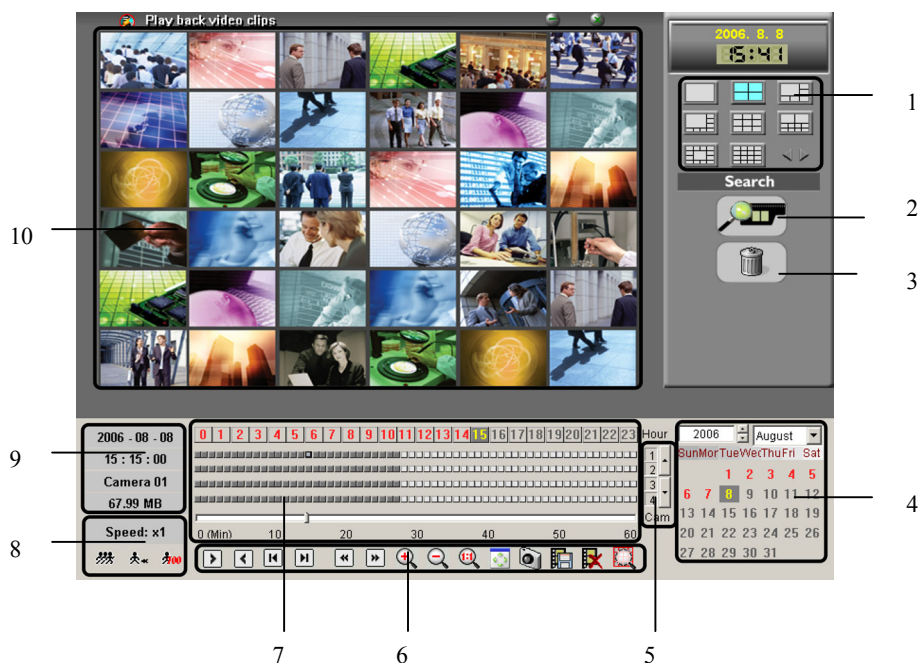 Play back video clips
2006. 8. 8
15:41
1
Search
2
3
10
2006 - 08 - 08
15 : 15 : 00
Camera 01
67.99 MB
9
0 1 2 3 4 5 6 7 8 9 10 11 12 13 14 15 16 17 18 19 20 21 22 23 Hour
1
2
3
4
Cam
0 (Min) 10 20 30 40 50 60
2006 August
Sun Mon Tue Wed Thu Fri Sat
1 2 3 4 5
6 7 8 9 10 11 12
13 14 15 16 17 18 19
20 21 22 23 24 25 26
27 28 29 30 31
4
Speed: x1
100
8
1:1
7
6
5